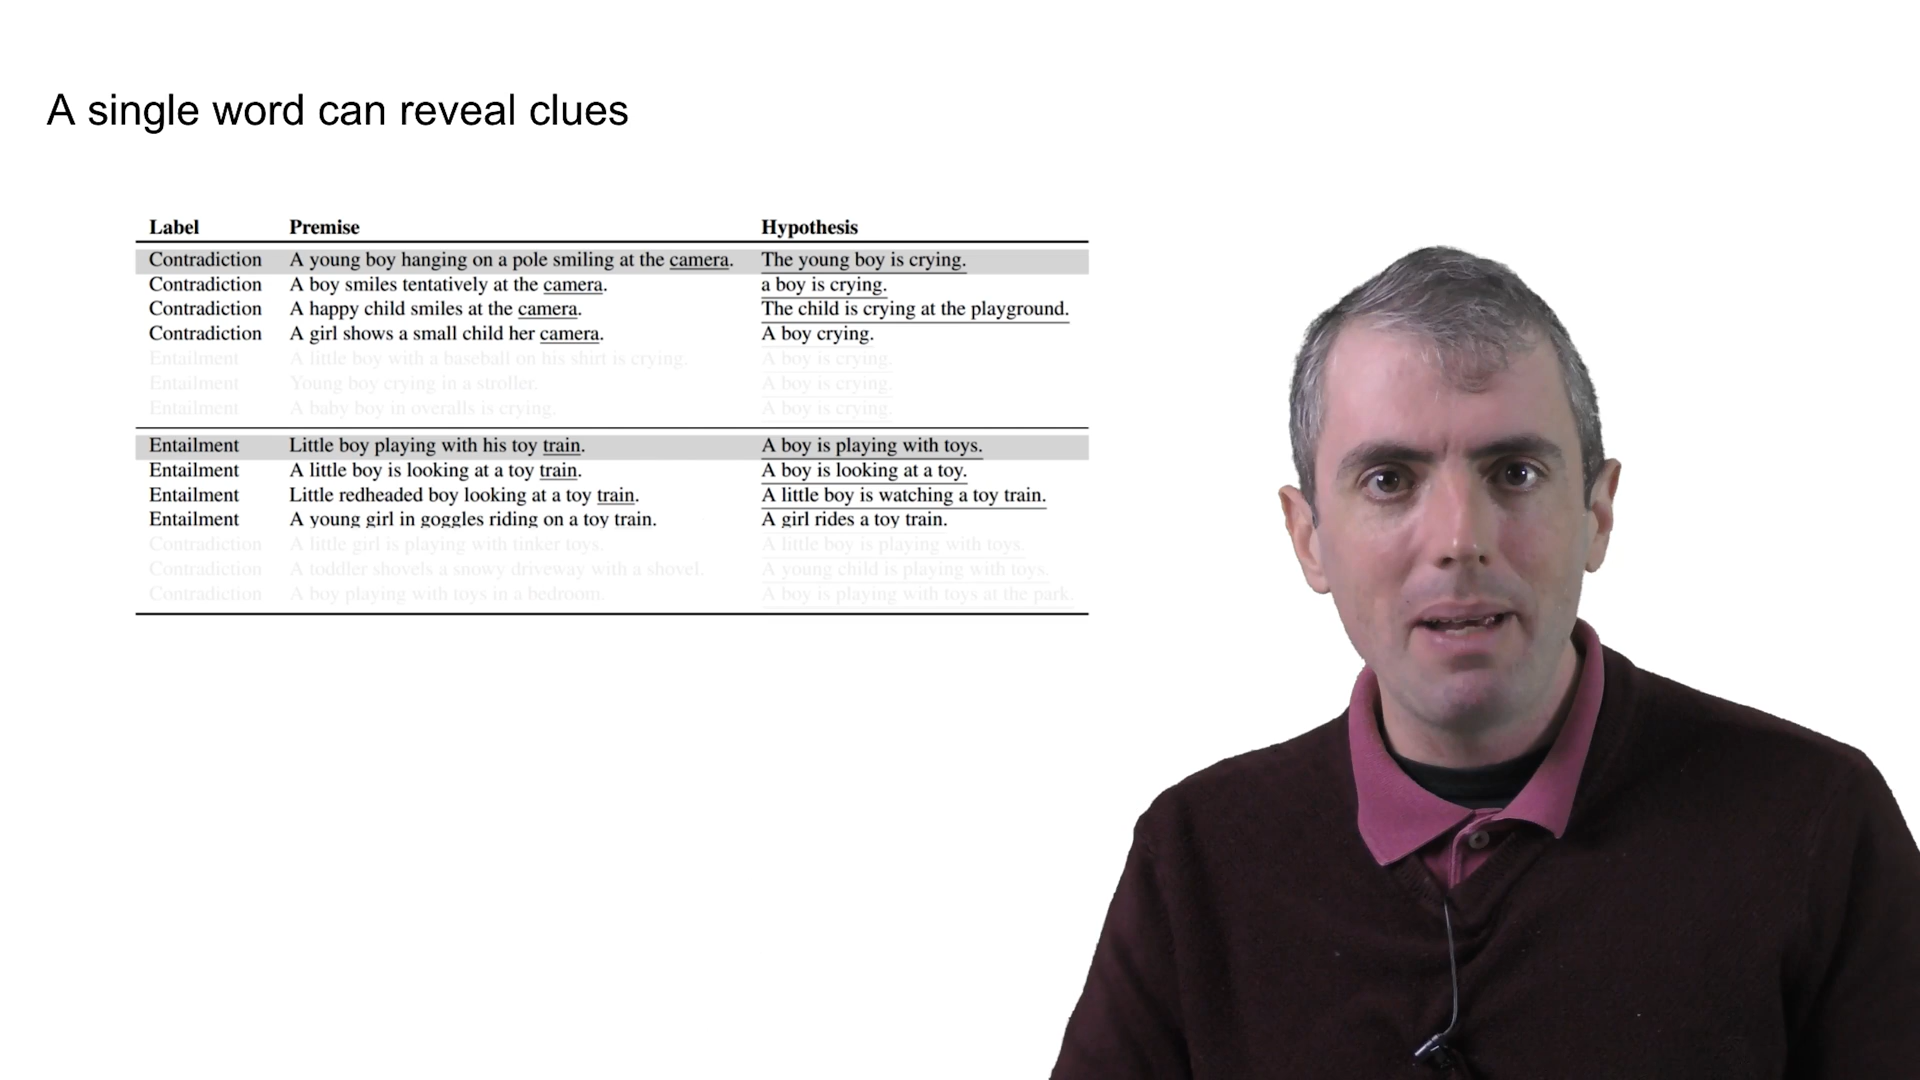 A single word can reveal clues
Label Premise Hypothesis
Contradiction A young boy hanging on a pole smiling at the camera. The young boy is crying.
Contradiction A boy smiles tentatively at the camera. a boy is crying.
Contradiction A happy child smiles at the camera. The child is crying at the playground.
Contradiction A girl shows a small child her camera. A boy crying.
Entailment A little boy with a baseball on his shirt is crying. A boy is crying.
Entailment Young boy crying in a stroller. A boy is crying.
Entailment A baby boy in overalls is crying. A boy is crying.
Entailment Little boy playing with his toy train. A boy is playing with toys.
Entailment A little boy is looking at a toy train. A boy is looking at a toy.
Entailment Little redheaded boy looking at a toy train. A little boy is watching a toy train.
Entailment A young girl in goggles riding on a toy train. A girl rides a toy train.
Contradiction A little girl is playing with tinker toys. A little boy is playing with toys.
Contradiction A toddler shovels a snowy driveway with a shovel. A young child is playing with toys.
Contradiction A boy playing with toys in a bedroom. A boy is playing with toys at the park.